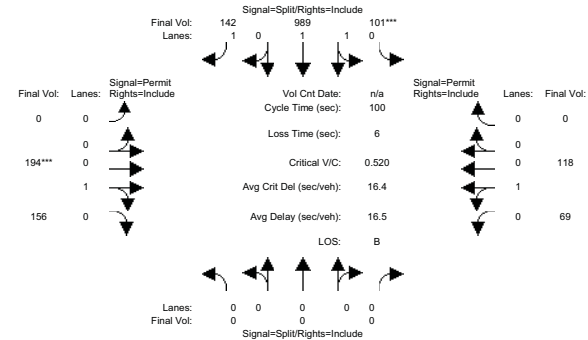 Signal=Split/Rights=Include
Final Vol: 142 989 101***
Lanes: 1 0 1 1 0
Signal=Permit Signal=Permit
Final Vol: Lanes: Rights=Include Vol Cnt Date: n/a Rights=Include Lanes: Final Vol:
Cycle Time (sec): 100
0 0 0 0
Loss Time (sec): 6
0 0
194*** 0 Critical V/C: 0.520 0 118
1 Avg Crit Del (sec/veh): 16.4 1
156 0 Avg Delay (sec/veh): 16.5 0 69
LOS: B
Lanes: 0 0 0 0 0
Final Vol: 0 0 0
Signal=Split/Rights=Include